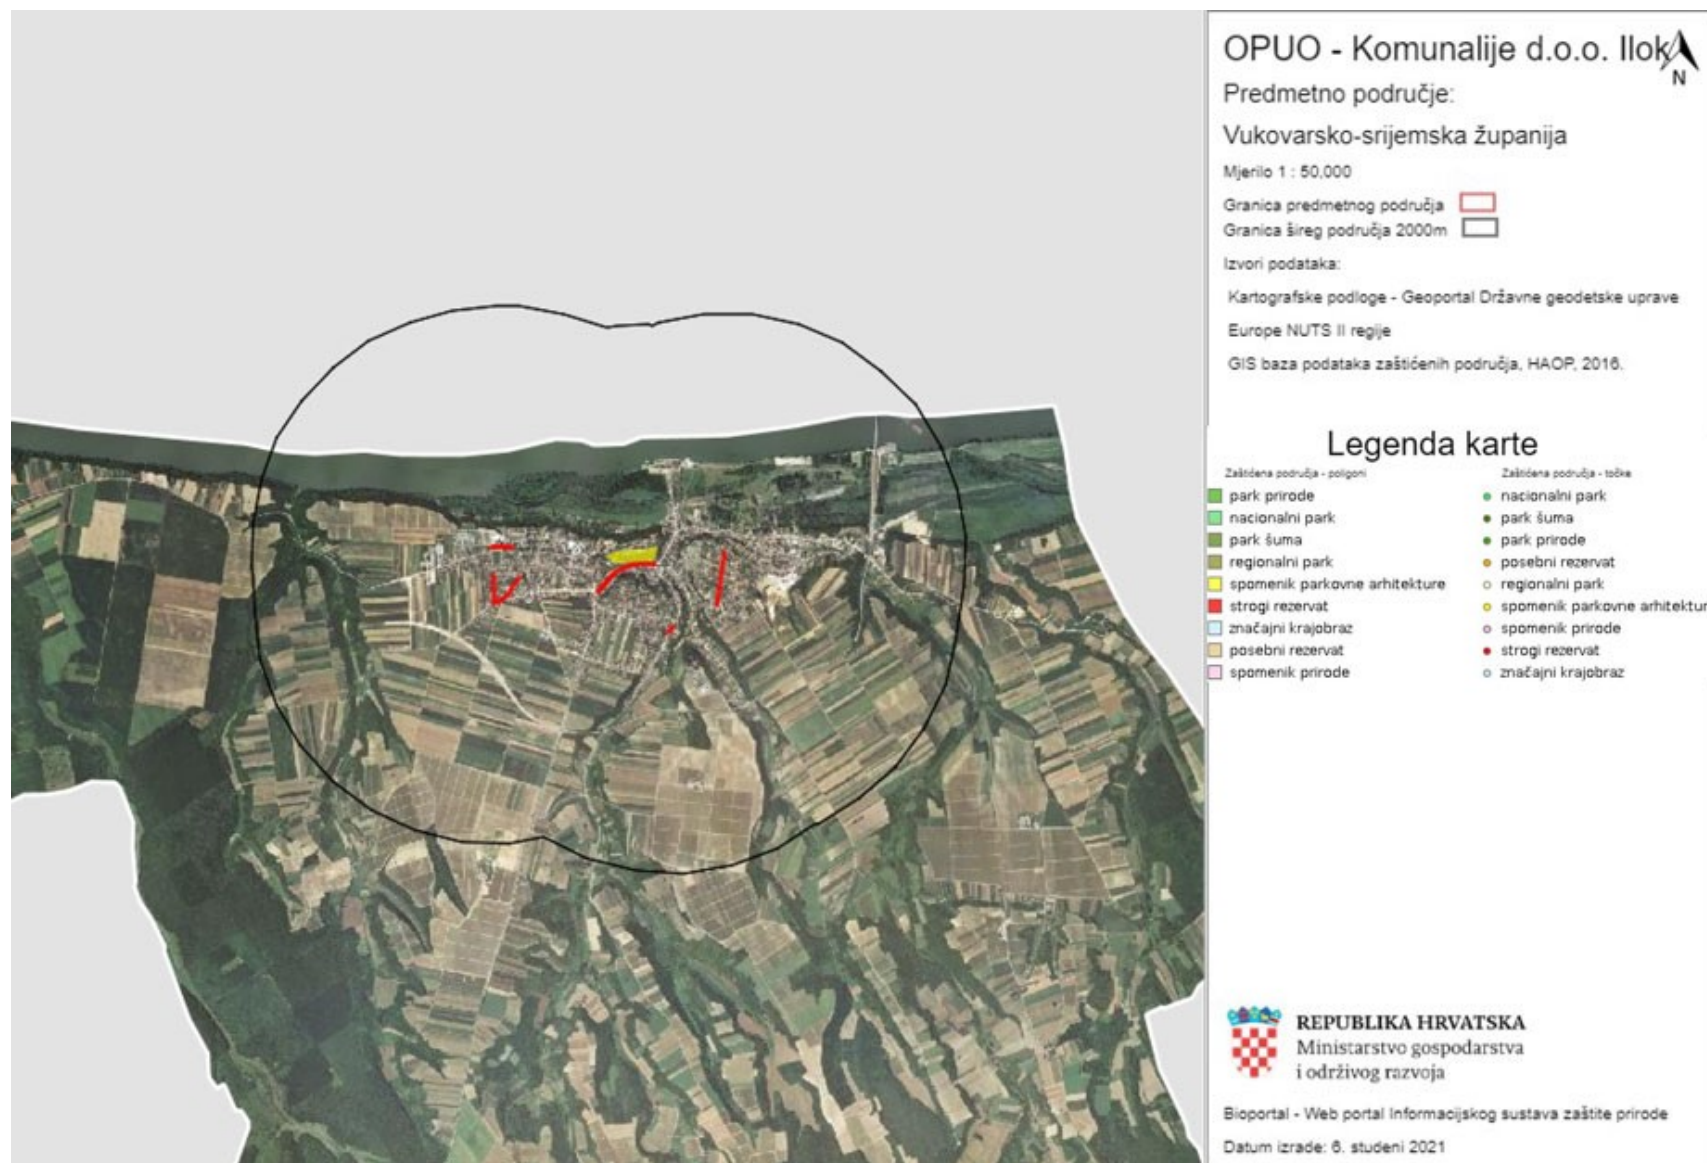 OPUO - Komunalije d.o.o. Ilok
N
Predmetno područje:
Vukovarsko-srijemska županija
Mjerilo 1 : 50,000
Granica predmetnog područja
Granica šireg područja 2000m
Izvori podataka:
Kartografske podloge - Geoportal Državne geodetske uprave
Europe NUTS II regije
GIS baza podataka zaštićenih područja, HAOP, 2016.
Legenda karte
Zaštićena područja - poligoni
park prirode
nacionalni park
park šuma
regionalni park
spomenik parkovne arhitekture
strogi rezervat
značajni krajobraz
posebni rezervat
spomenik prirode
Zaštićena područja - točke
nacionalni park
park šuma
park prirode
posebni rezervat
regionalni park
spomenik parkovne arhitektur
spomenik prirode
strogi rezervat
značajni krajobraz
REPUBLIKA HRVATSKA
Ministarstvo gospodarstva
i održivog razvoja
Bioportal - Web portal Informacijskog sustava zaštite prirode
Datum izrade: 6. studeni 2021